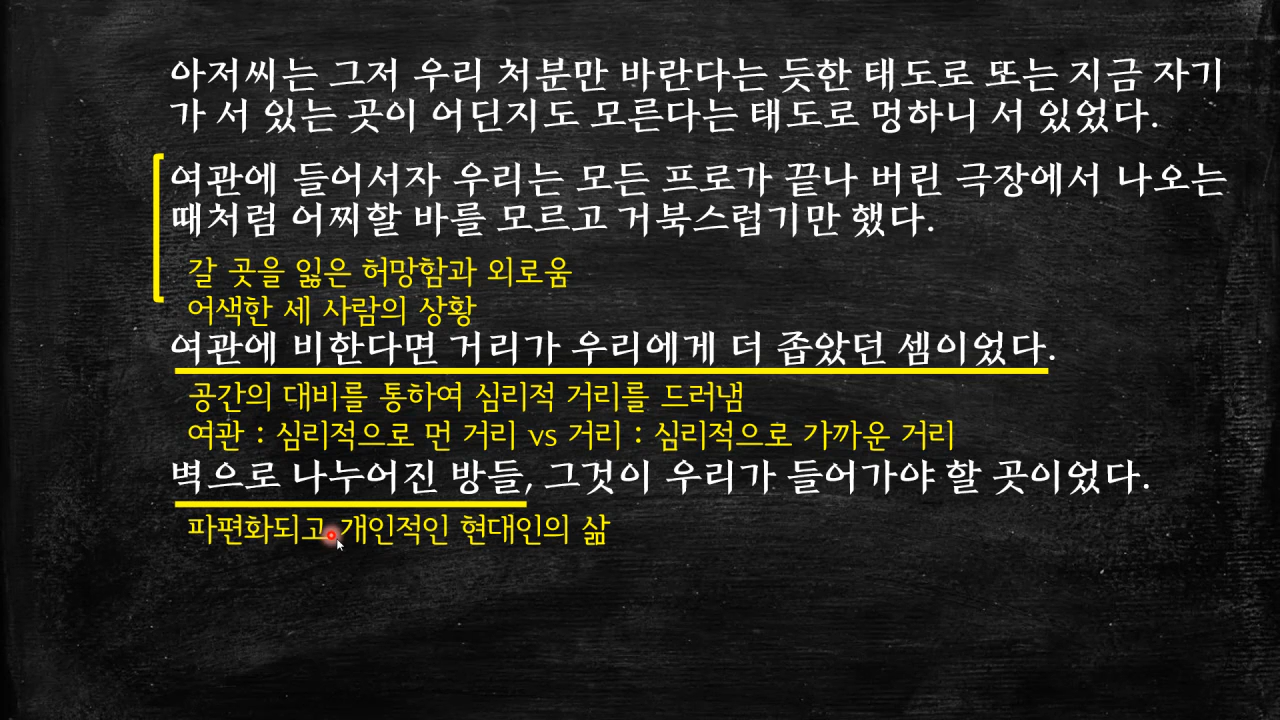 아저씨는 그저 우리 처분만 바란다는 듯한 태도로 또는 지금 자기
가 서 있는 곳이 어딘지도 모른다는 태도로 멍하니 서 있었다.
여관에 들어서자 우리는 모든 프로가 끝나 버린 극장에서 나오는
때처럼 어찌할 바를 모르고 거북스럽기만 했다.
갈 곳을 잃은 허망함과 외로움
어색한 세 사람의 상황
여관에 비한다면 거리가 우리에게 더 좁았던 셈이었다.
공간의 대비를 통하여 심리적 거리를 드러냄
여관 : 심리적으로 먼 거리 vs 거리 : 심리적으로 가까운 거리
벽으로 나누어진 방들, 그것이 우리가 들어가야 할 곳이었다.
파편화되고 개인적인 현대인의 삶